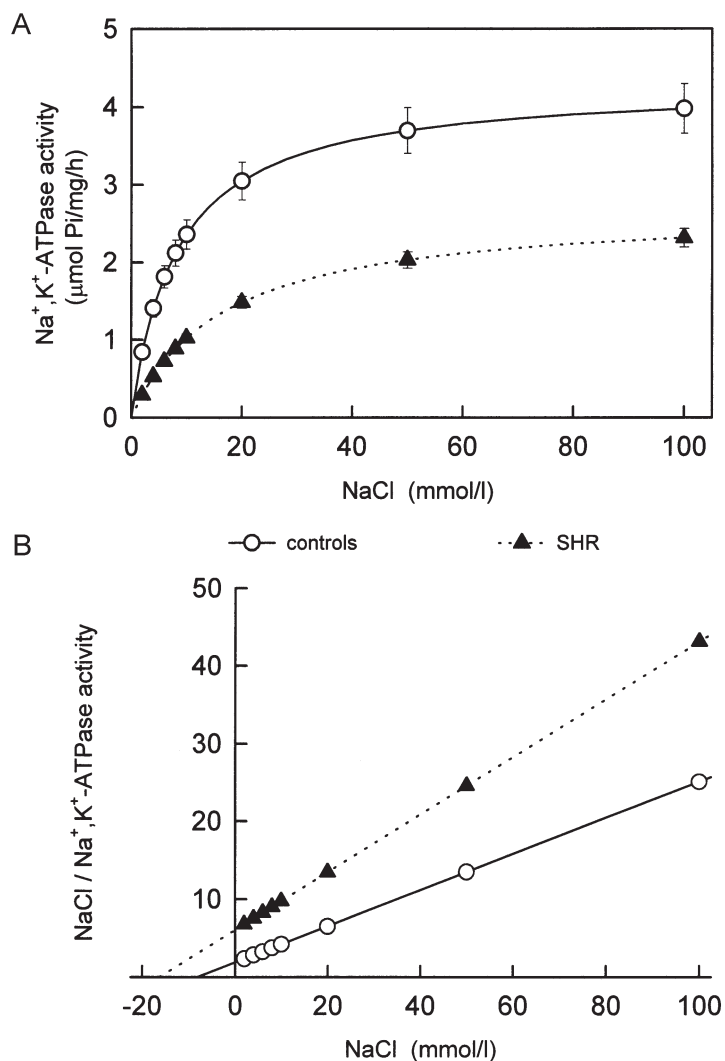 A
Na⁺,K⁺-ATPase activity
(μmol Pi/mg/h)
5
4
3
2
1
0
0 20 40 60 80 100
NaCl (mmol/l)
B
controls SHR
NaCl / Na⁺,K⁺-ATPase activity
50
40
30
20
10
-20 0 20 40 60 80 100
NaCl (mmol/l)